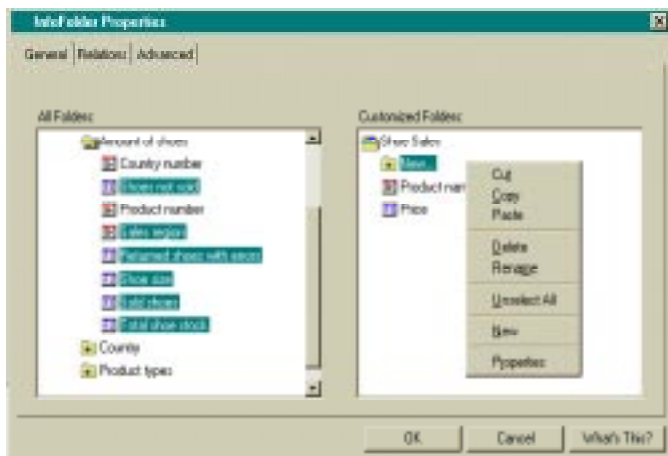 InfoFolder Properties
General Relations Advanced
All Folders:
Amount of shoes
Country number
Shoes not sold
Product number
Sales region
Returned shoes with errors
Shoe size
Sold shoes
Total shoe stock
Country
Product types
Customized Folders:
Shoe Sales
New...
Product nam
Price
Cut
Copy
Paste
Delete
Rename
Unselect All
New
Properties
OK Cancel What's This?